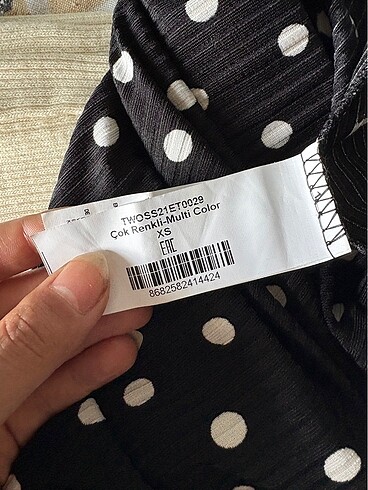 TWOSS21ET0029
Çok Renkli-Multi Color
XS
EAC
8682582414424